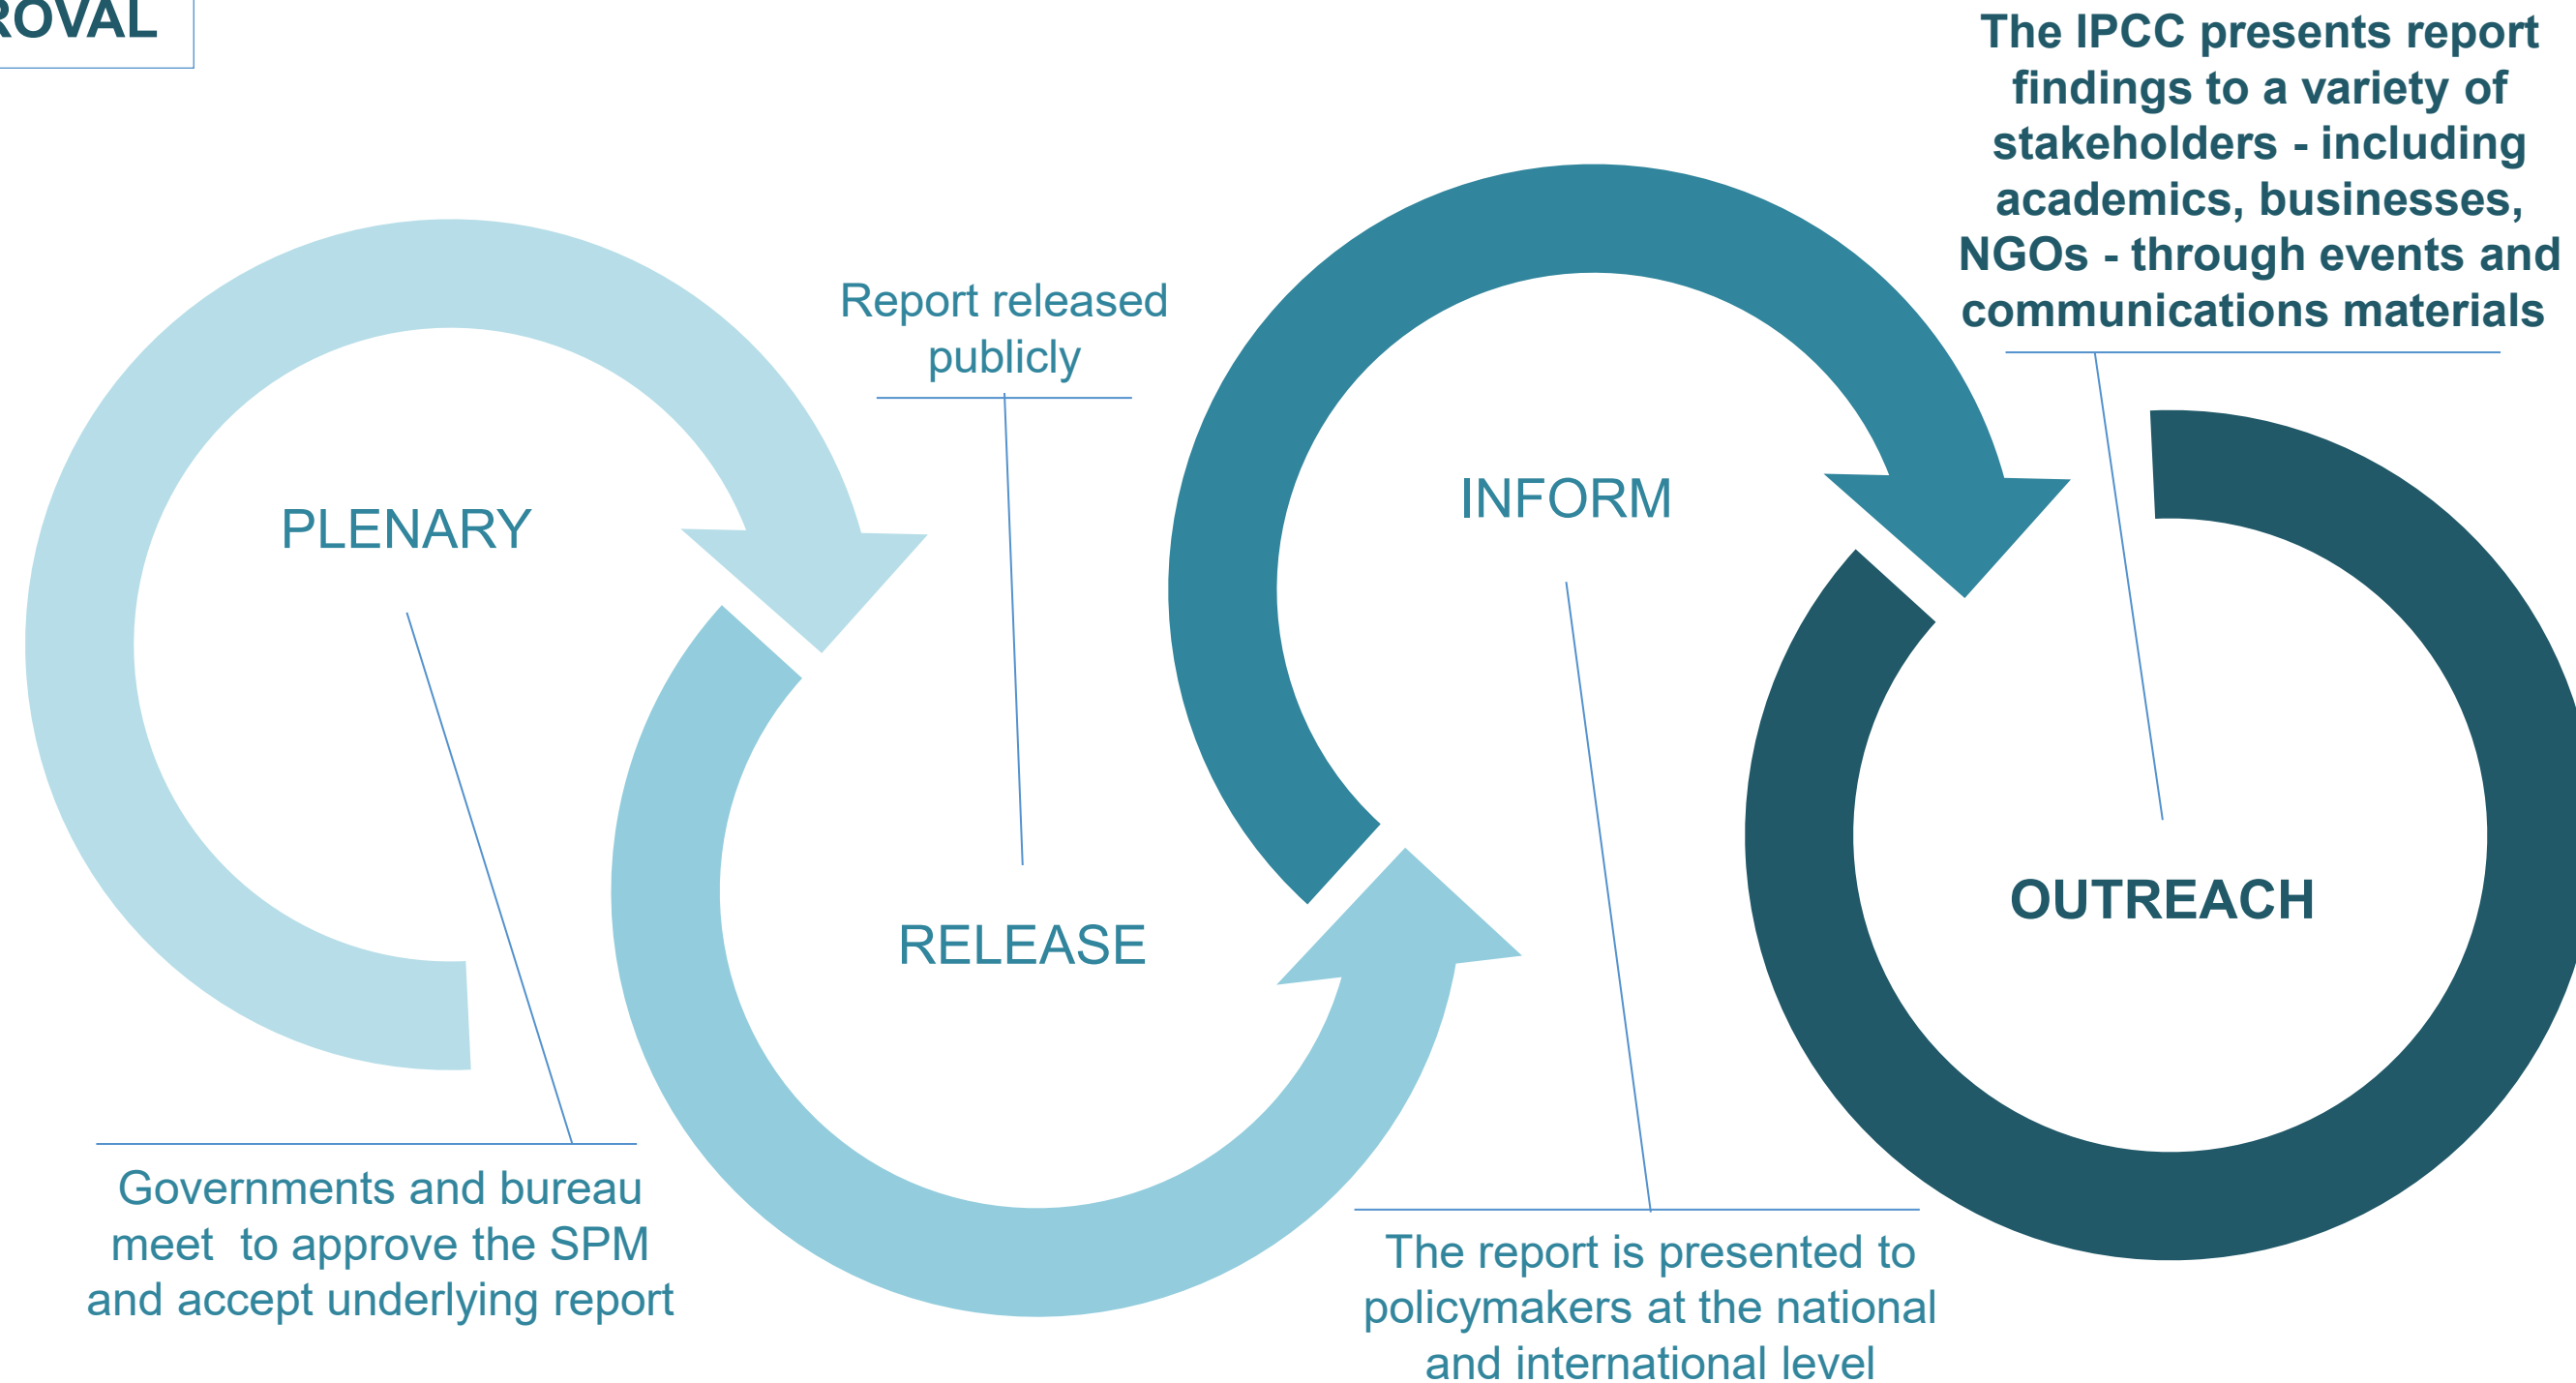 The IPCC presents report
findings to a variety of
stakeholders - including
academics, businesses,
NGOs - through events and
communications materials
Report released
publicly
PLENARY
INFORM
RELEASE
OUTREACH
Governments and bureau
meet  to approve the SPM
and accept underlying report
The report is presented to
policymakers at the national
and international level